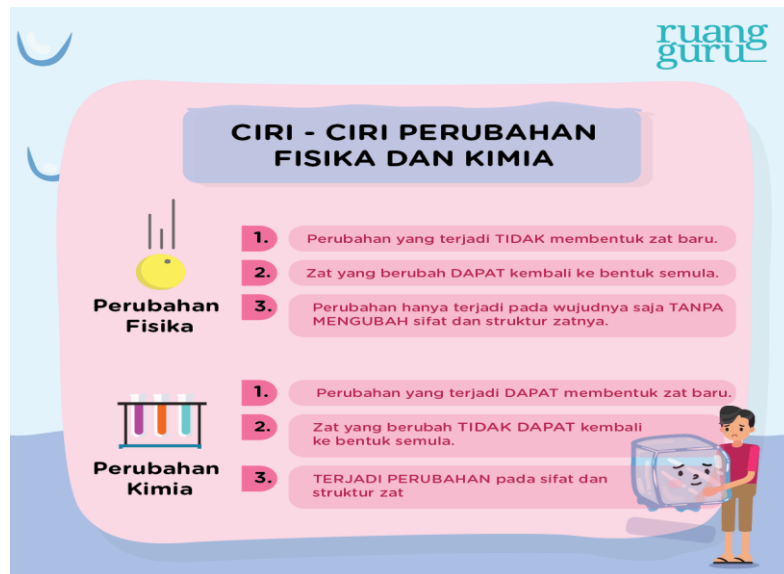 ruang
guru
CIRI - CIRI PERUBAHAN
FISIKA DAN KIMIA
Perubahan
Fisika
1.
Perubahan yang terjadi TIDAK membentuk zat baru.
2.
Zat yang berubah DAPAT kembali ke bentuk semula.
3.
Perubahan hanya terjadi pada wujudnya saja TANPA
MENGUBAH sifat dan struktur zatnya.
Perubahan
Kimia
1.
Perubahan yang terjadi DAPAT membentuk zat baru.
2.
Zat yang berubah TIDAK DAPAT kembali
ke bentuk semula.
3.
TERJADI PERUBAHAN pada sifat dan
struktur zat